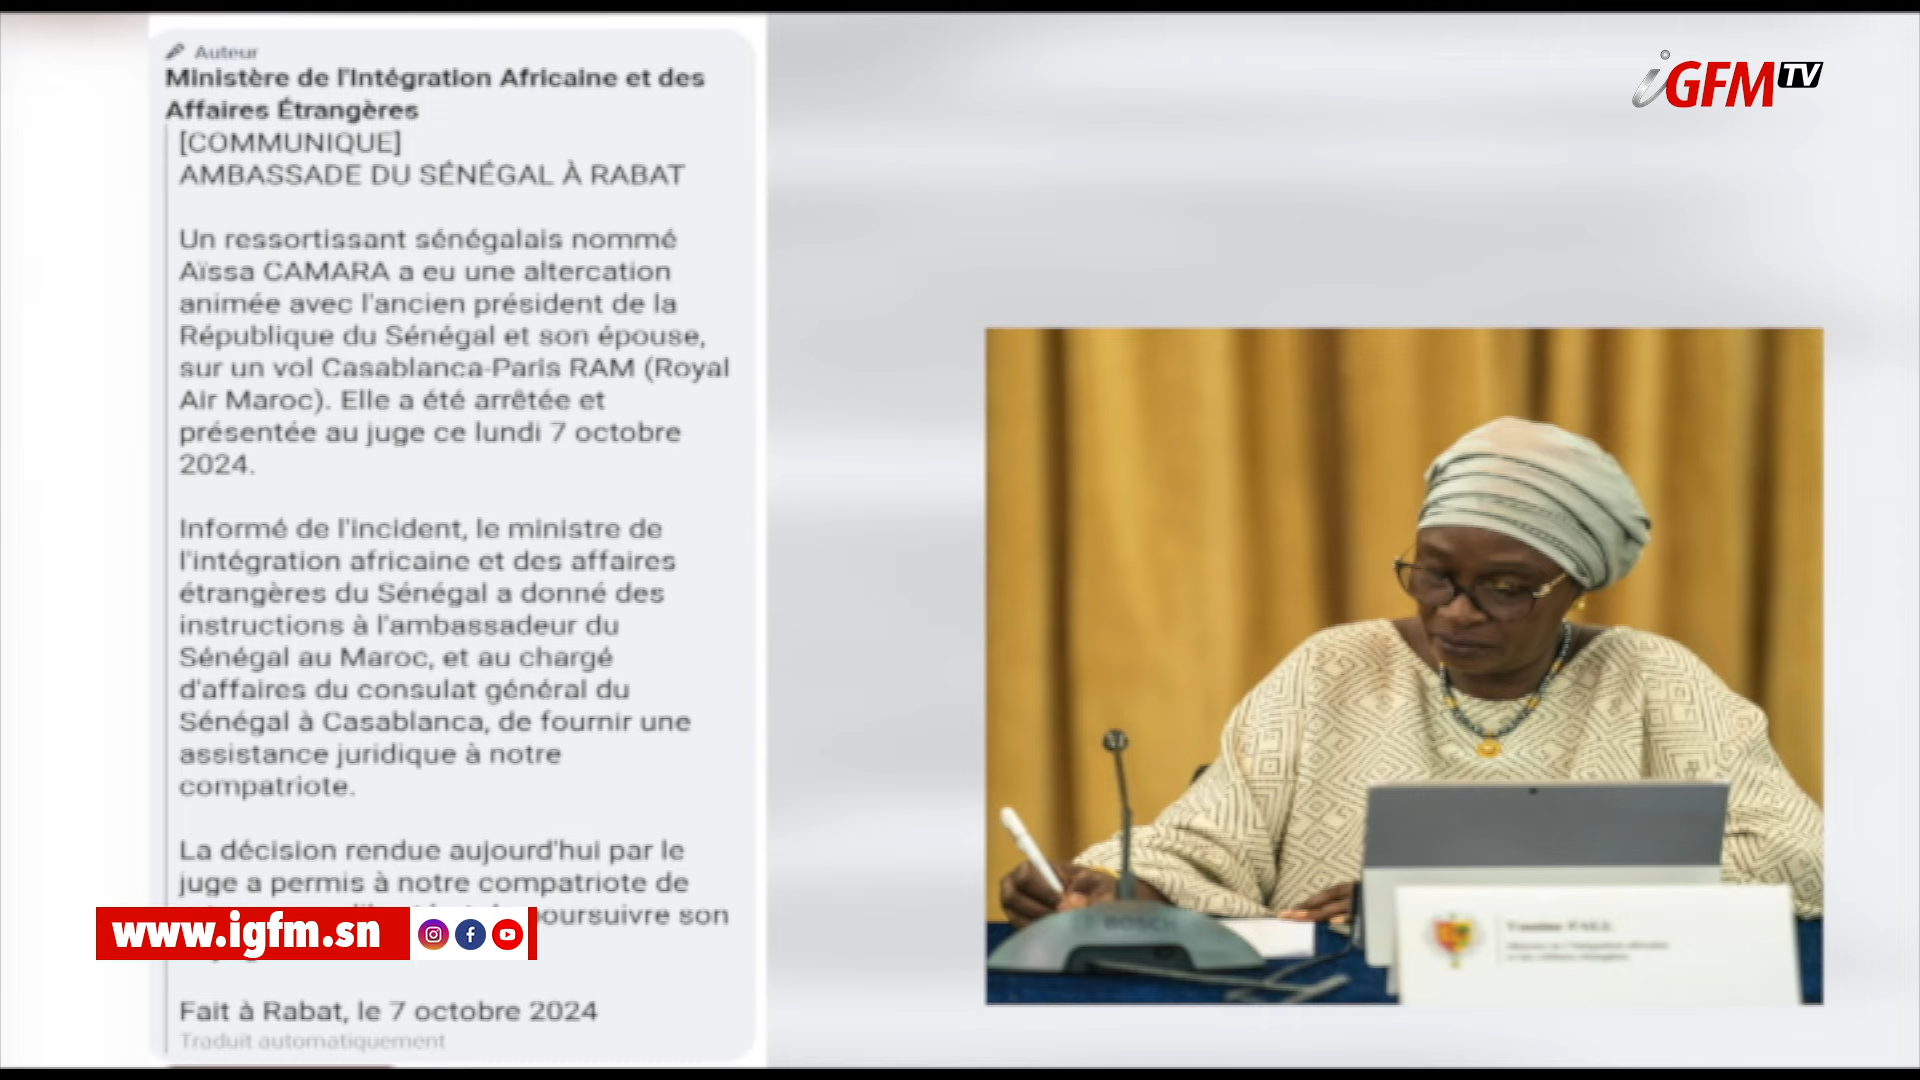 Auteur
Ministère de l'Intégration Africaine et des
Affaires Étrangères
[COMMUNIQUE]
AMBASSADE DU SÉNÉGAL À RABAT
Un ressortissant sénégalais nommé
Aïssa CAMARA a eu une altercation
animée avec l'ancien président de la
République du Sénégal et son épouse,
sur un vol Casablanca-Paris RAM (Royal
Air Maroc). Elle a été arrêtée et
présentée au juge ce lundi 7 octobre
2024.
Informé de l'incident, le ministre de
l'intégration africaine et des affaires
étrangères du Sénégal a donné des
instructions à l'ambassadeur du
Sénégal au Maroc, et au chargé
d'affaires du consulat général du
Sénégal à Casablanca, de fournir une
assistance juridique à notre
compatriote.
La décision rendue aujourd'hui par le
juge a permis à notre compatriote de
poursuivre son
Fait à Rabat, le 7 octobre 2024
Traduit automatiquement
www.igfm.sn
iGFM TV
BOSCH
Yassine FALL